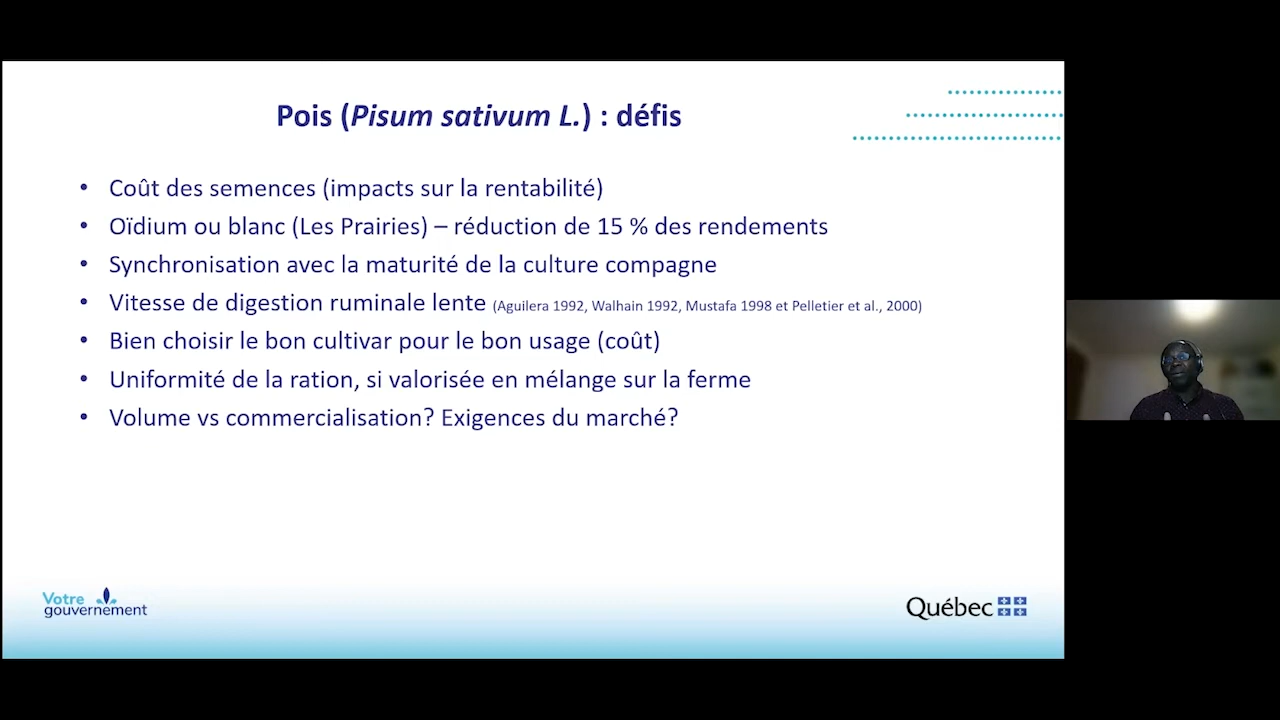 Pois (Pisum sativum L.) : défis
• Coût des semences (impacts sur la rentabilité)
• Oïdium ou blanc (Les Prairies) – réduction de 15 % des rendements
• Synchronisation avec la maturité de la culture compagne
• Vitesse de digestion ruminale lente (Aguilera 1992, Walhain 1992, Mustafa 1998 et Pelletier et al., 2000)
• Bien choisir le bon cultivar pour le bon usage (coût)
• Uniformité de la ration, si valorisée en mélange sur la ferme
• Volume vs commercialisation? Exigences du marché?
Votre
gouvernement
Québec